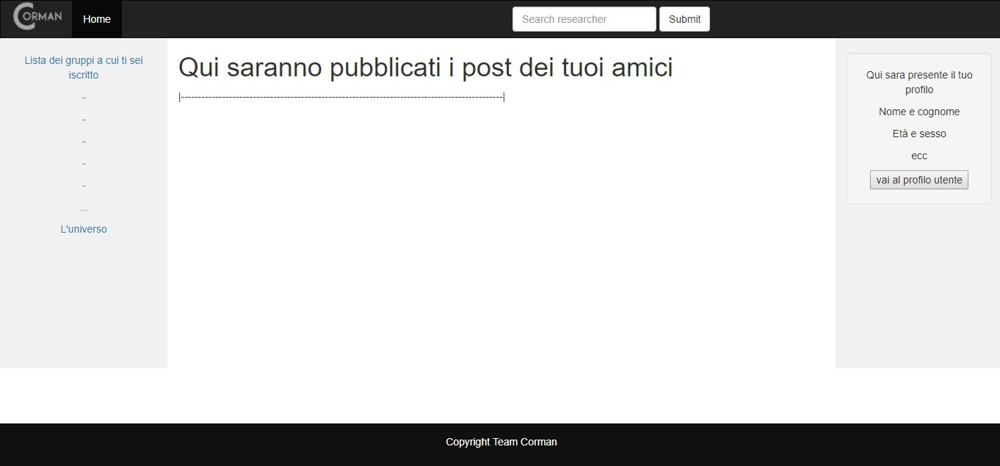 CORMAN
Home
Search researcher
Submit
Lista dei gruppi a cui ti sei
iscritto
-
-
-
-
-
...
L'universo
Qui saranno pubblicati i post dei tuoi amici
|-----------------------------------------------------------------------------------------------|
Qui sara presente il tuo
profilo
Nome e cognome
Età e sesso
ecc
vai al profilo utente
Copyright Team Corman